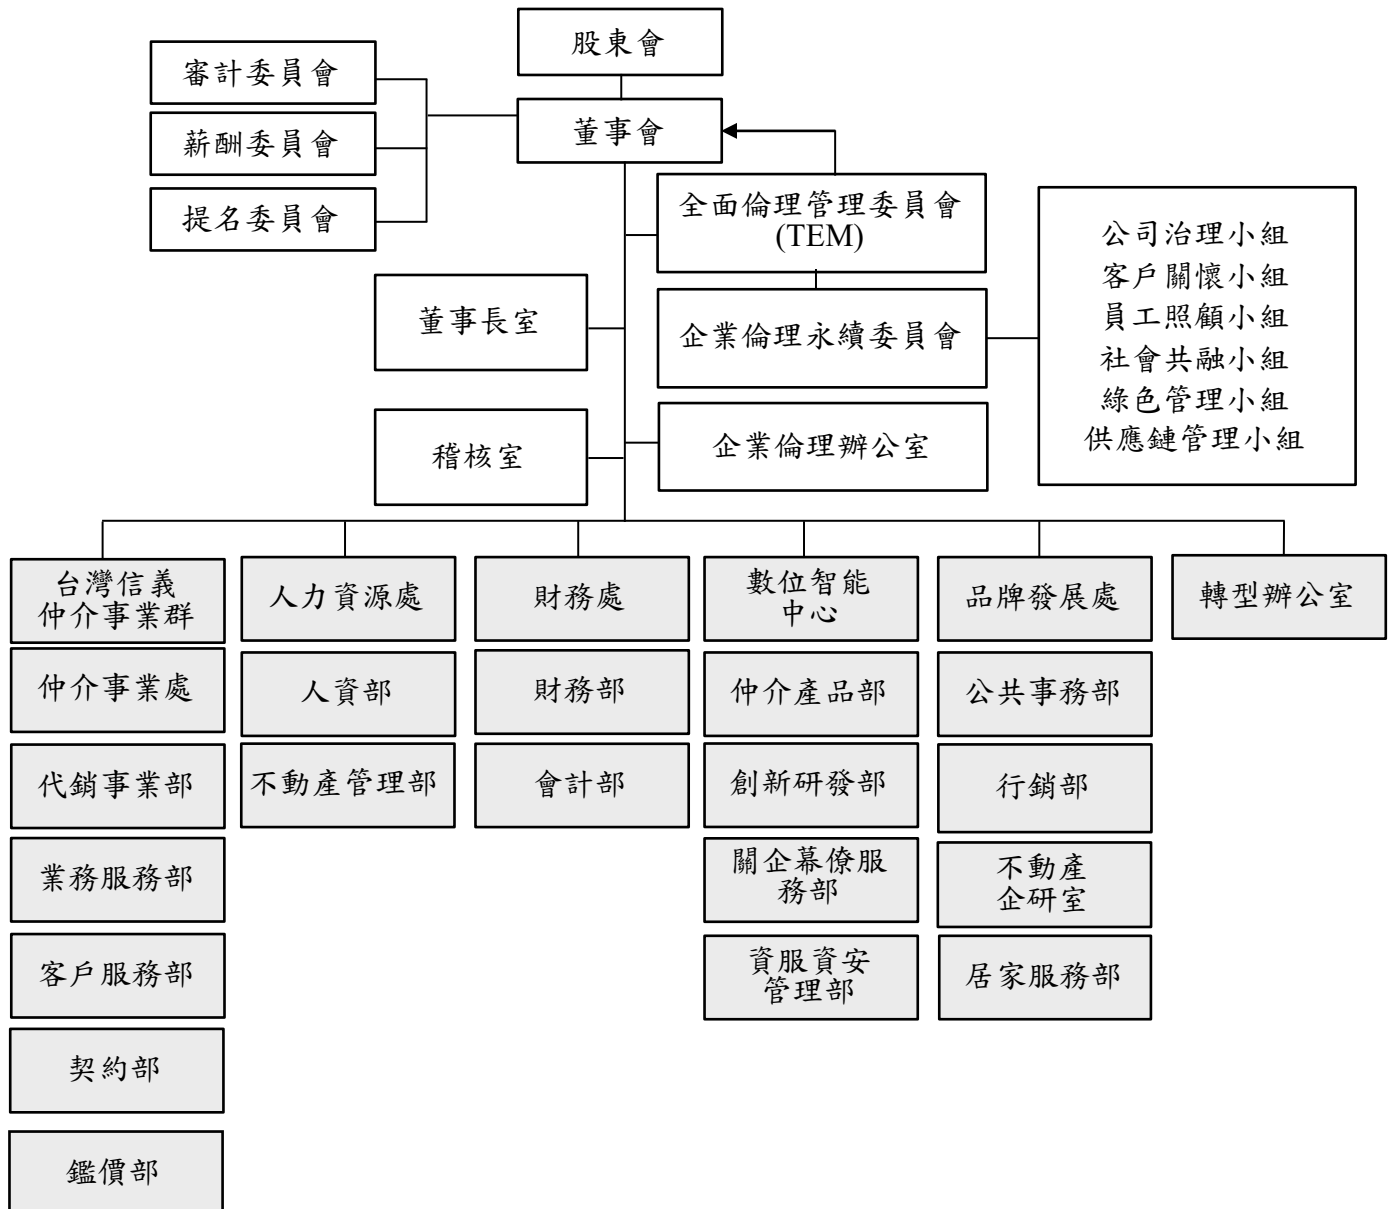 股東會
審計委員會
董事會
薪酬委員會
提名委員會
全面倫理管理委員會
(TEM)
公司治理小組
客戶關懷小組
員工照顧小組
社會共融小組
綠色管理小組
供應鏈管理小組
董事長室
企業倫理永續委員會
稽核室
企業倫理辦公室
台灣信義
仲介事業群
人力資源處
財務處
數位智能
中心
品牌發展處
轉型辦公室
仲介事業處
人資部
財務部
仲介產品部
公共事務部
代銷事業部
不動產管理部
會計部
創新研發部
行銷部
業務服務部
關企幕僚服
務部
不動產
企研室
客戶服務部
資服資安
管理部
居家服務部
契約部
鑑價部